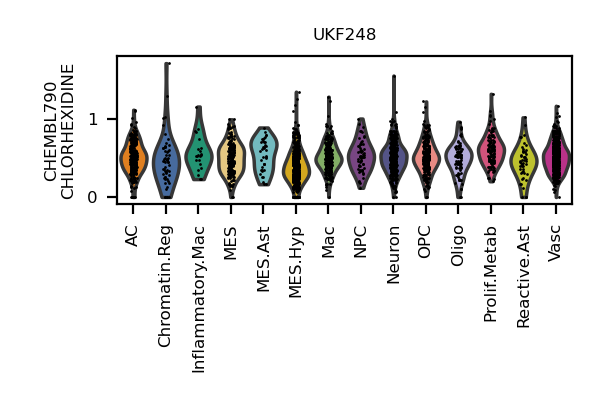 UKF248
CHEMBL790
CHLORHEXIDINE
1
0
AC
Chromatin.Reg
Inflammatory.Mac
MES
MES.Ast
MES.Hyp
Mac
NPC
Neuron
OPC
Oligo
Prolif.Metab
Reactive.Ast
Vasc